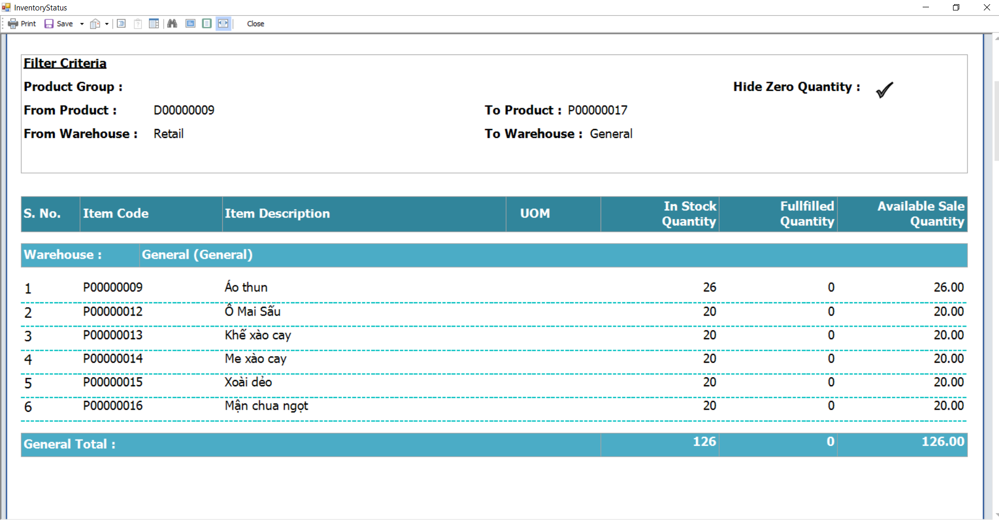 InventoryStatus
Print Save Close
Filter Criteria
Product Group : Hide Zero Quantity :
From Product : D00000009 To Product : P00000017
From Warehouse : Retail To Warehouse : General
S. No. Item Code Item Description UOM In Stock Quantity Fullfilled Quantity Available Sale Quantity
Warehouse : General (General)
1 P00000009 Áo thun 26 0 26.00
2 P00000012 Ô Mai Sấu 20 0 20.00
3 P00000013 Khế xào cay 20 0 20.00
4 P00000014 Me xào cay 20 0 20.00
5 P00000015 Xoài dẻo 20 0 20.00
6 P00000016 Mận chua ngọt 20 0 20.00
General Total : 126 0 126.00